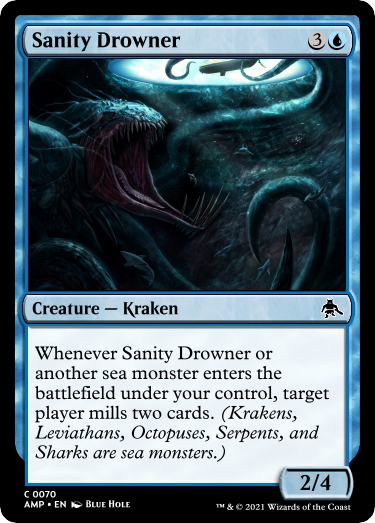 Sanity Drowner 3
Creature — Kraken
Whenever Sanity Drowner or
another sea monster enters the
battlefield under your control, target
player mills two cards. (Krakens,
Leviathans, Octopuses, Serpents, and
Sharks are sea monsters.)
2/4
C 0070
AMP • EN Blue Hole
™ & © 2021 Wizards of the Coast